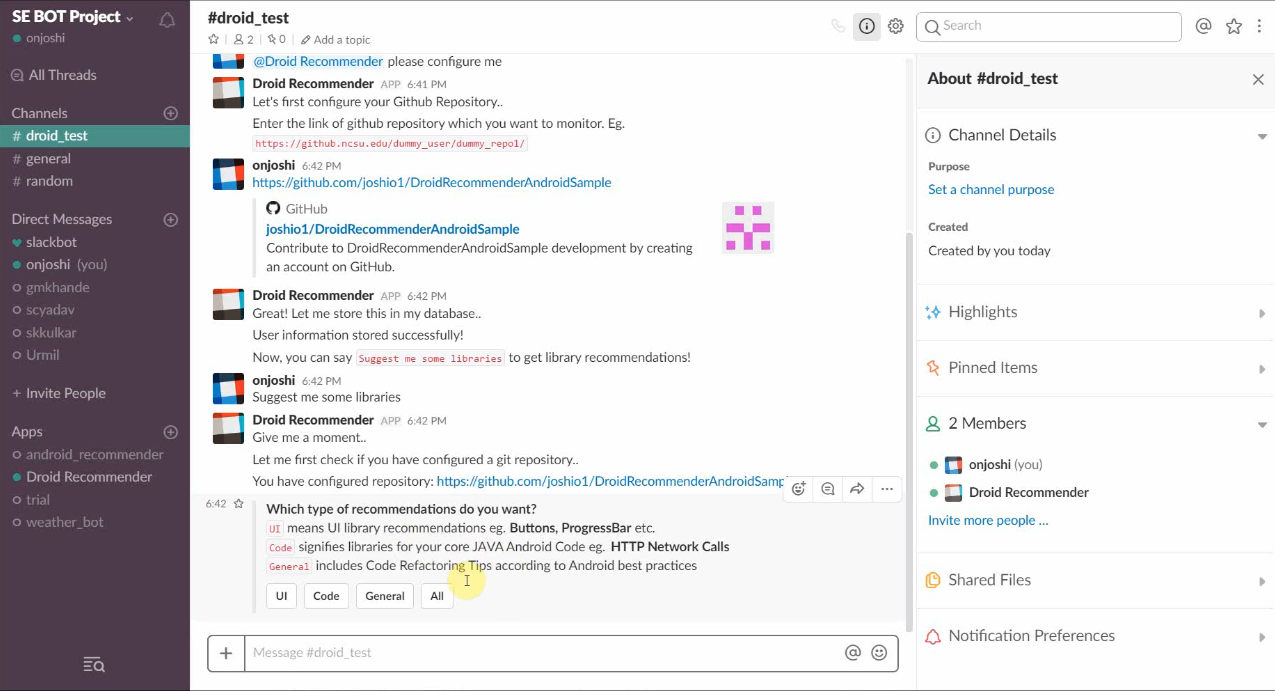 SE BOT Project
onjoshi
All Threads
Channels
# droid_test
# general
# random
Direct Messages
slackbot
onjoshi (you)
gmkhande
scyadav
skkulkar
Urmil
+ Invite People
Apps
android_recommender
Droid Recommender
trial
weather_bot
#droid_test
2
0
Add a topic
Search
@Droid Recommender please configure me
Droid Recommender APP 6:41 PM
Let's first configure your Github Repository..
Enter the link of github repository which you want to monitor. Eg.
https://github.ncsu.edu/dummy_user/dummy_repo1/
onjoshi 6:42 PM
https://github.com/joshio1/DroidRecommenderAndroidSample
GitHub
joshio1/DroidRecommenderAndroidSample
Contribute to DroidRecommenderAndroidSample development by creating
an account on GitHub.
Droid Recommender APP 6:42 PM
Great! Let me store this in my database..
User information stored successfully!
Now, you can say Suggest me some libraries to get library recommendations!
onjoshi 6:42 PM
Suggest me some libraries
Droid Recommender APP 6:42 PM
Give me a moment..
Let me first check if you have configured a git repository..
You have configured repository: https://github.com/joshio1/DroidRecommenderAndroidSamp
6:42
Which type of recommendations do you want?
UI means UI library recommendations eg. Buttons, ProgressBar etc.
Code signifies libraries for your core JAVA Android Code eg. HTTP Network Calls
General includes Code Refactoring Tips according to Android best practices
UI Code General All
+ Message #droid_test @
About #droid_test
Channel Details
Purpose
Set a channel purpose
Created
Created by you today
Highlights
Pinned Items
2 Members
onjoshi (you)
Droid Recommender
Invite more people ...
Shared Files
Notification Preferences